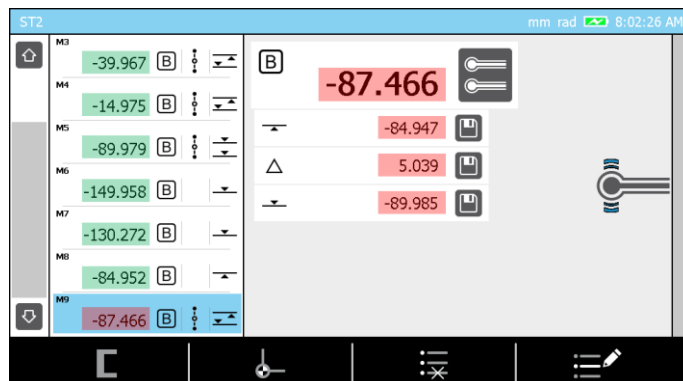 ST2 mm rad 8:02:26 AM
M3
-39.967 B
M4
-14.975 B
M5
-89.979 B
M6
-149.958 B
M7
-130.272 B
M8
-84.952 B
M9
-87.466 B
B
-87.466
-84.947
5.039
-89.985